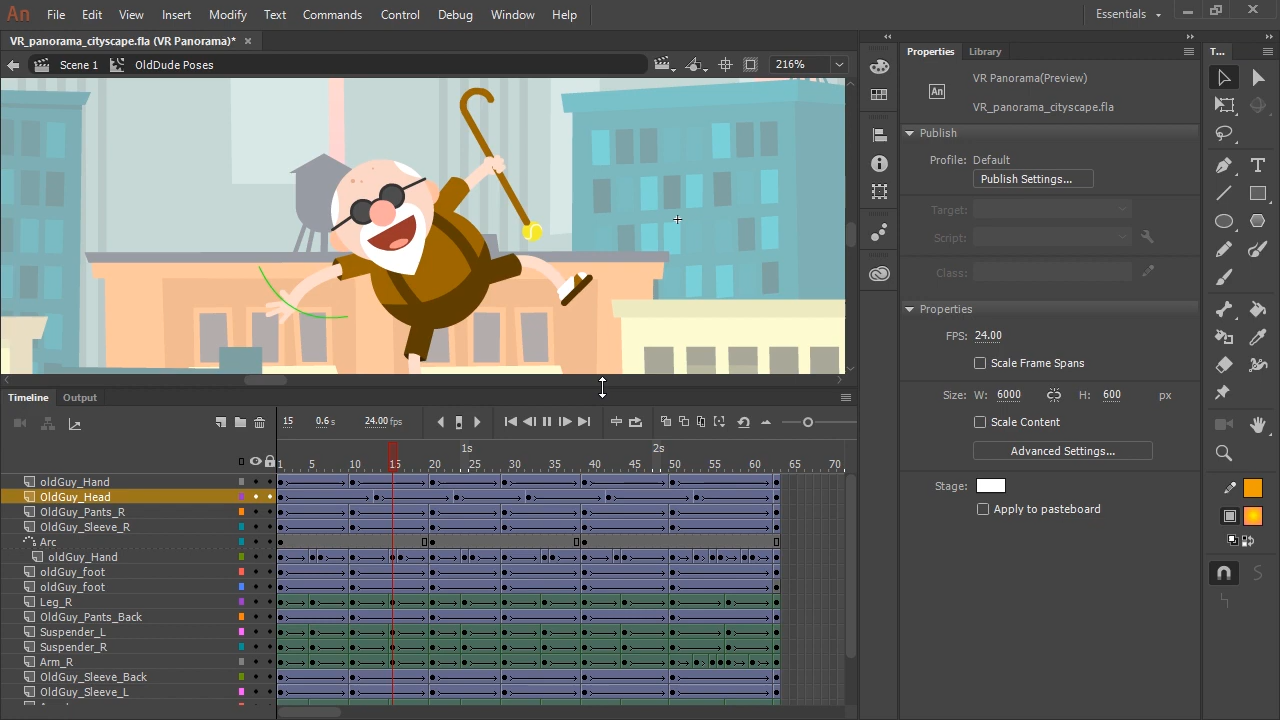 An File Edit View Insert Modify Text Commands Control Debug Window Help Essentials
VR_panorama_cityscape.fla (VR Panorama)* ×
Scene 1 OldDude Poses 216%
Properties Library T...
An VR Panorama(Preview)
VR_panorama_cityscape.fla
Publish
Profile: Default
Publish Settings...
Target:
Script:
Class:
Properties
FPS: 24.00
Scale Frame Spans
Size: W: 6000 H: 600 px
Scale Content
Advanced Settings...
Stage:
Apply to pasteboard
Timeline Output
15 0.6 s 24.00 fps
1s 2s
1 5 10 15 20 25 30 35 40 45 50 55 60 65 70
oldGuy_Hand
OldGuy_Head
OldGuy_Pants_R
OldGuy_Sleeve_R
Arc
oldGuy_Hand
oldGuy_foot
oldGuy_foot
Leg_R
OldGuy_Pants_Back
Suspender_L
Suspender_R
Arm_R
OldGuy_Sleeve_Back
OldGuy_Sleeve_L